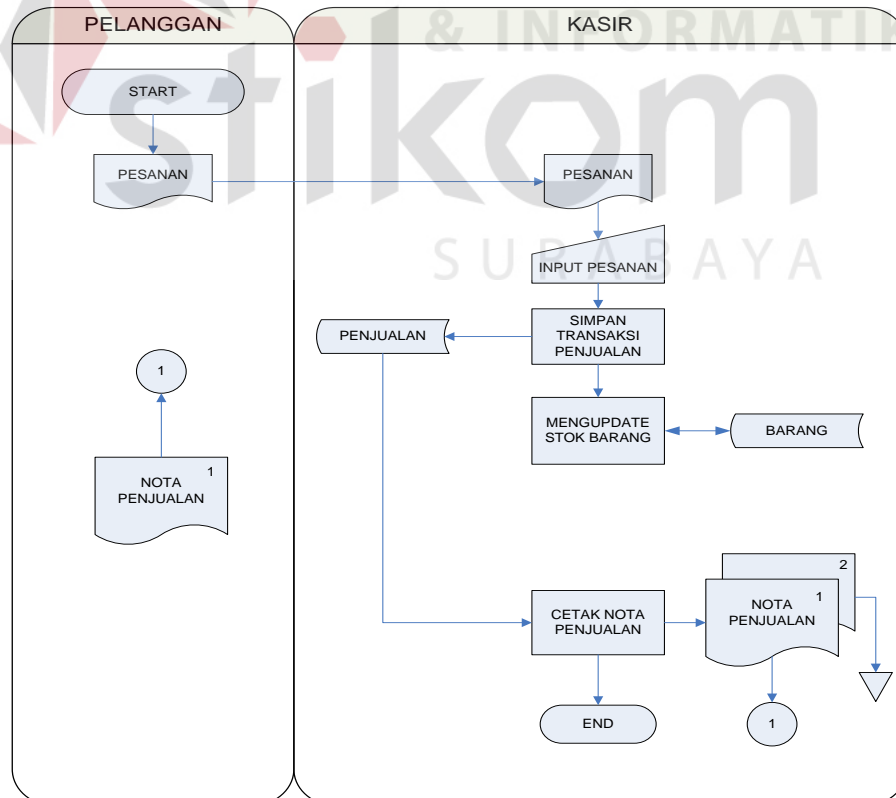 PELANGGAN
KASIR
& INFORMATIK
stikom
SURABAYA
START
PESANAN
PESANAN
INPUT PESANAN
SIMPAN
TRANSAKSI
PENJUALAN
PENJUALAN
MENGUPDATE
STOK BARANG
BARANG
1
NOTA
PENJUALAN
1
CETAK NOTA
PENJUALAN
2
NOTA
PENJUALAN
1
END
1